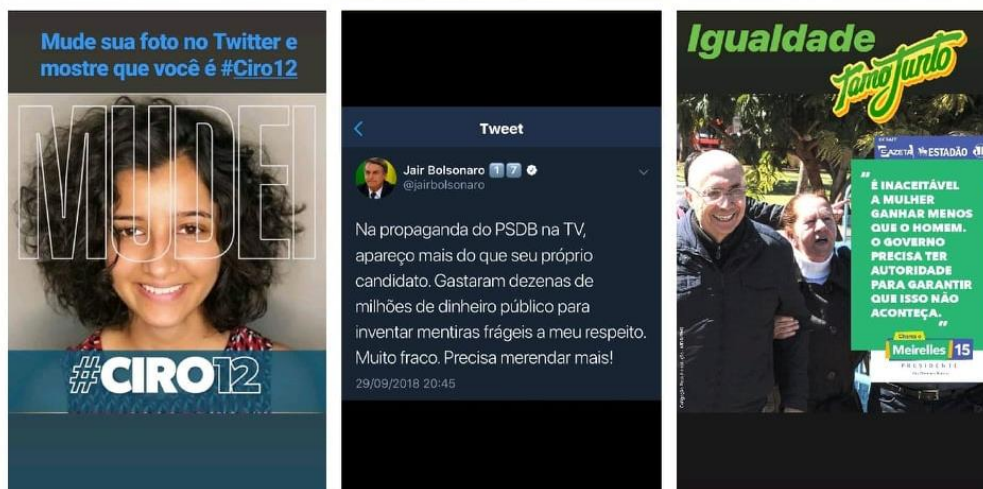 Mude sua foto no Twitter e
mostre que você é #Ciro12
MUDEI
#CIRO12
Tweet
Jair Bolsonaro 1 7
@jairbolsonaro
Na propaganda do PSDB na TV,
apareço mais do que seu próprio
candidato. Gastaram dezenas de
milhões de dinheiro público para
inventar mentiras frágeis a meu respeito.
Muito fraco. Precisa merendar mais!
29/09/2018 20:45
Igualdade
Tamo Junto
GAZETA ESTADÃO
"É INACEITÁVEL
A MULHER
GANHAR MENOS
QUE O HOMEM.
O GOVERNO
PRECISA TER
AUTORIDADE
PARA GARANTIR
QUE ISSO NÃO
ACONTEÇA."
Chama o
Meirelles 15
PRESIDENTE